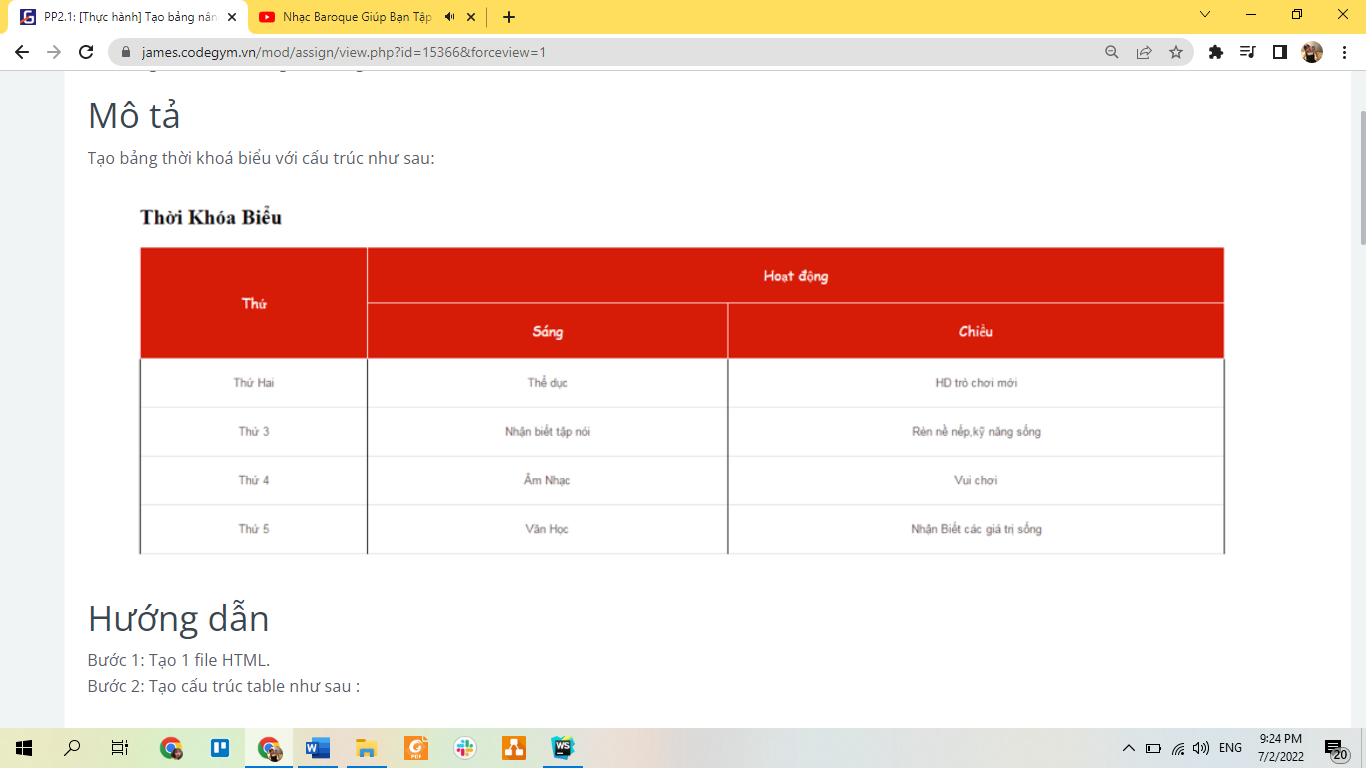 PP2.1: [Thực hành] Tạo bảng nân
Nhạc Baroque Giúp Bạn Tập
james.codegym.vn/mod/assign/view.php?id=15366&forceview=1
Mô tả
Tạo bảng thời khoá biểu với cấu trúc như sau:
Thời Khóa Biểu
Thứ
Hoạt động
Sáng
Chiều
Thứ Hai
Thể dục
HD trò chơi mới
Thứ 3
Nhận biết tập nói
Rèn nề nếp,kỹ năng sống
Thứ 4
Âm Nhạc
Vui chơi
Thứ 5
Văn Học
Nhận Biết các giá trị sống
Hướng dẫn
Bước 1: Tạo 1 file HTML.
Bước 2: Tạo cấu trúc table như sau :
PDF
WS
ENG
9:24 PM
7/2/2022
20